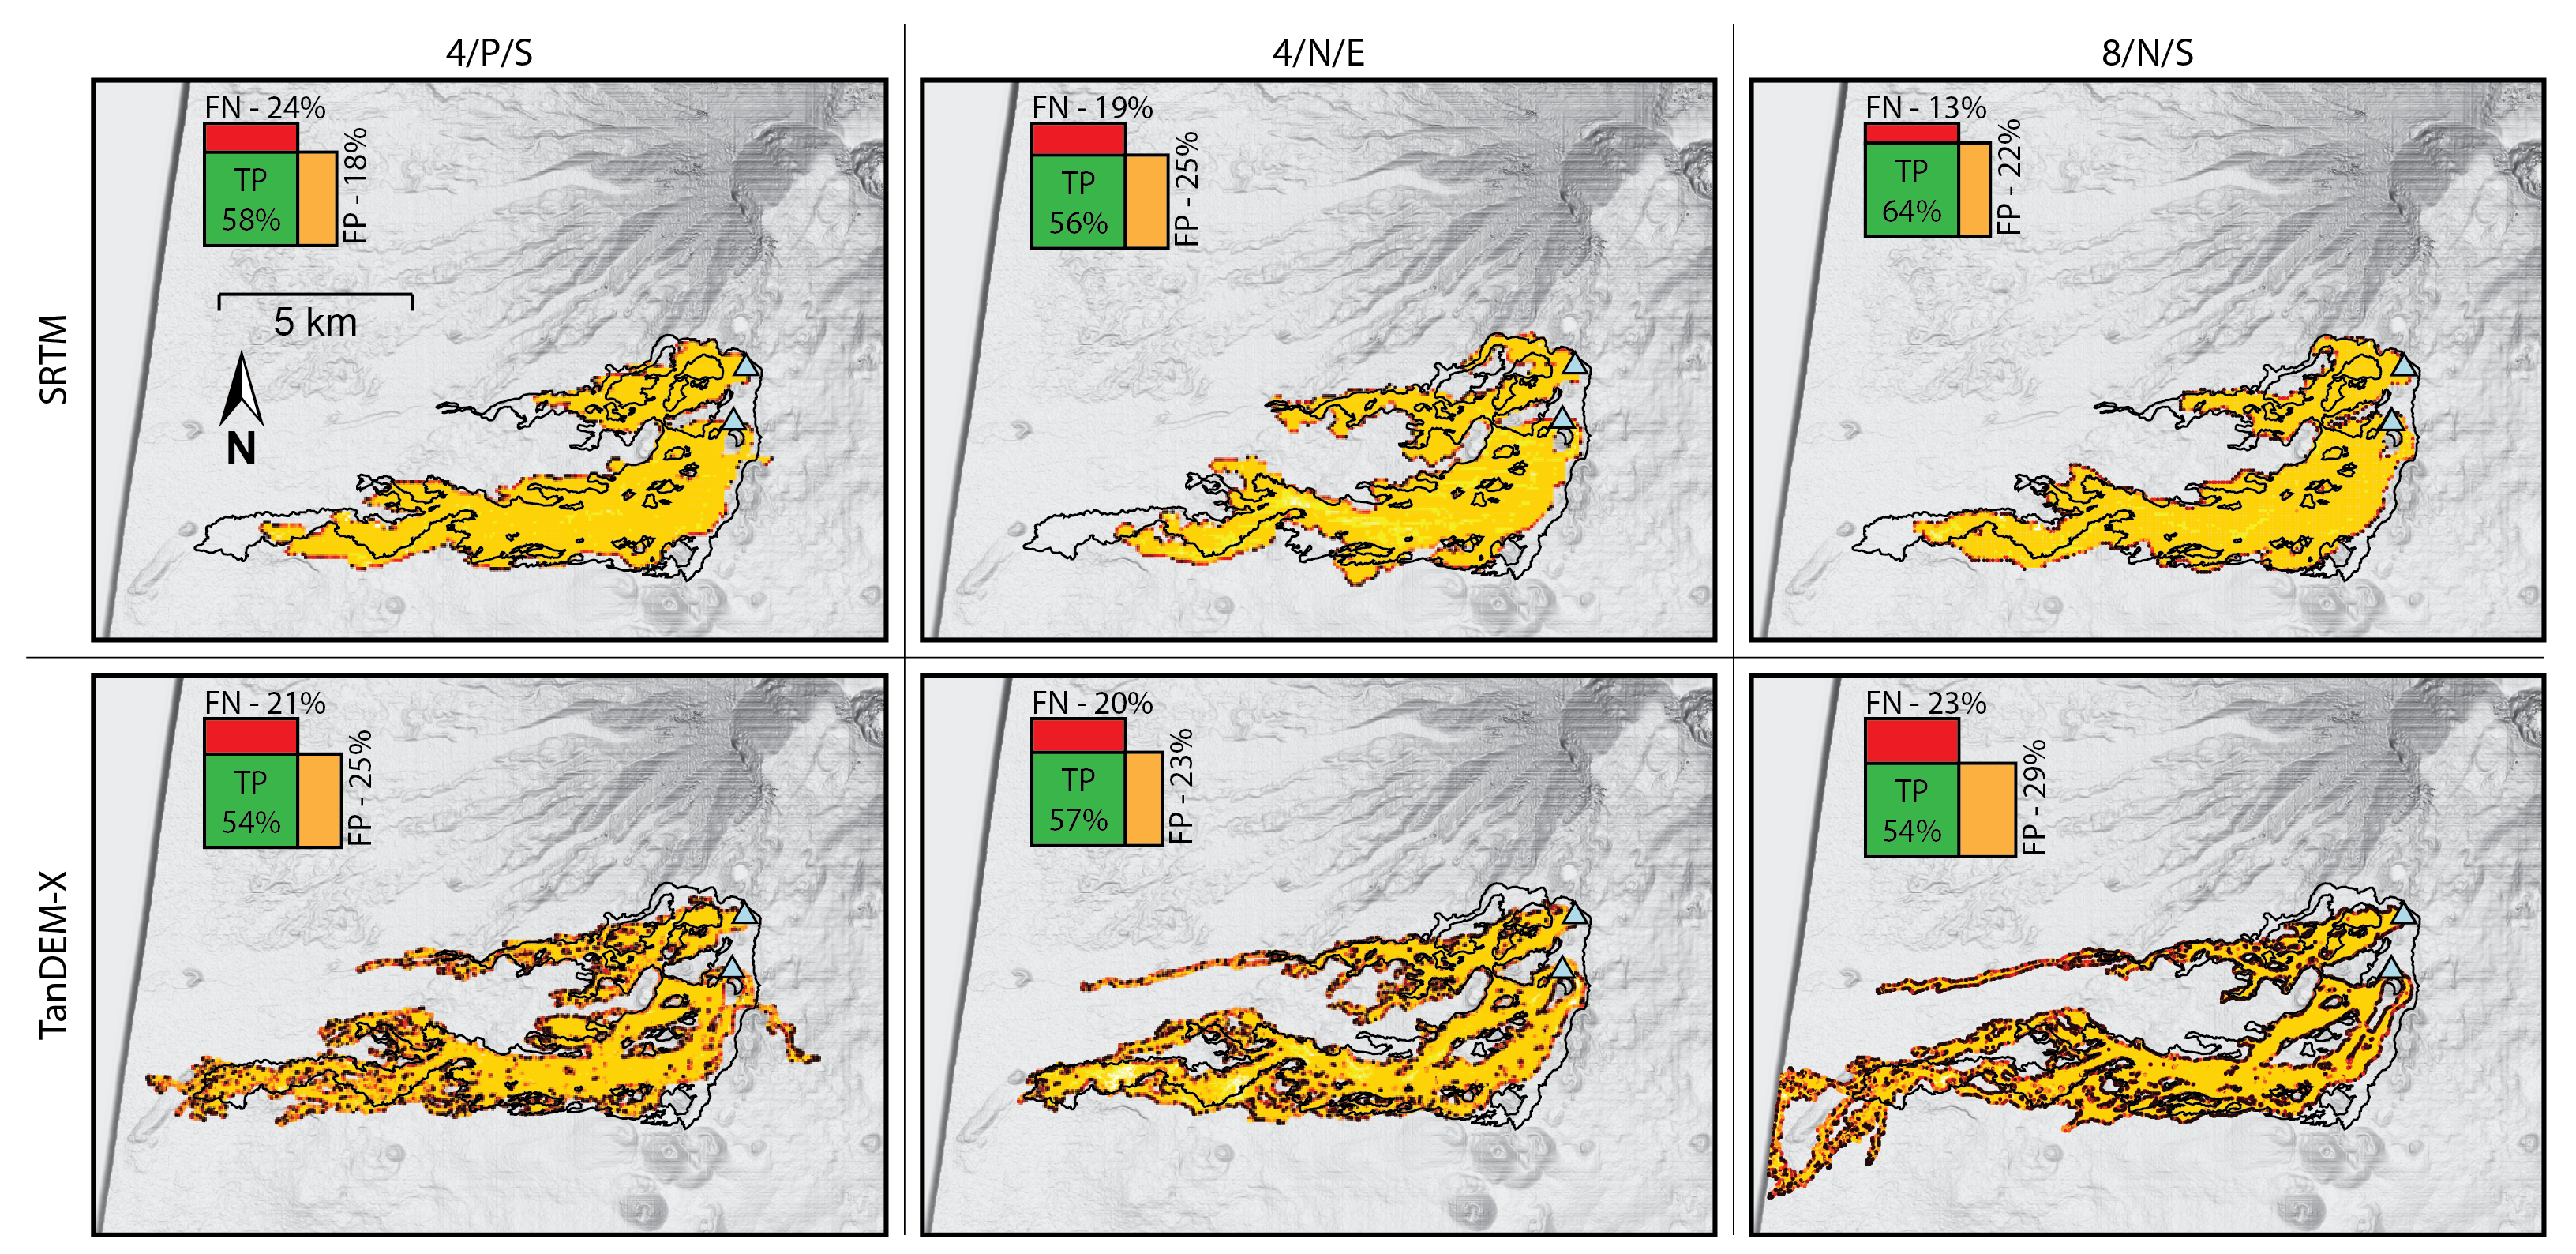 4/P/S
4/N/E
8/N/S
SRTM
FN - 24%
TP
58%
FP - 18%
5 km
N
FN - 19%
TP
56%
FP - 25%
FN - 13%
TP
64%
FP - 22%
TanDEM-X
FN - 21%
TP
54%
FP - 25%
FN - 20%
TP
57%
FP - 23%
FN - 23%
TP
54%
FP - 29%